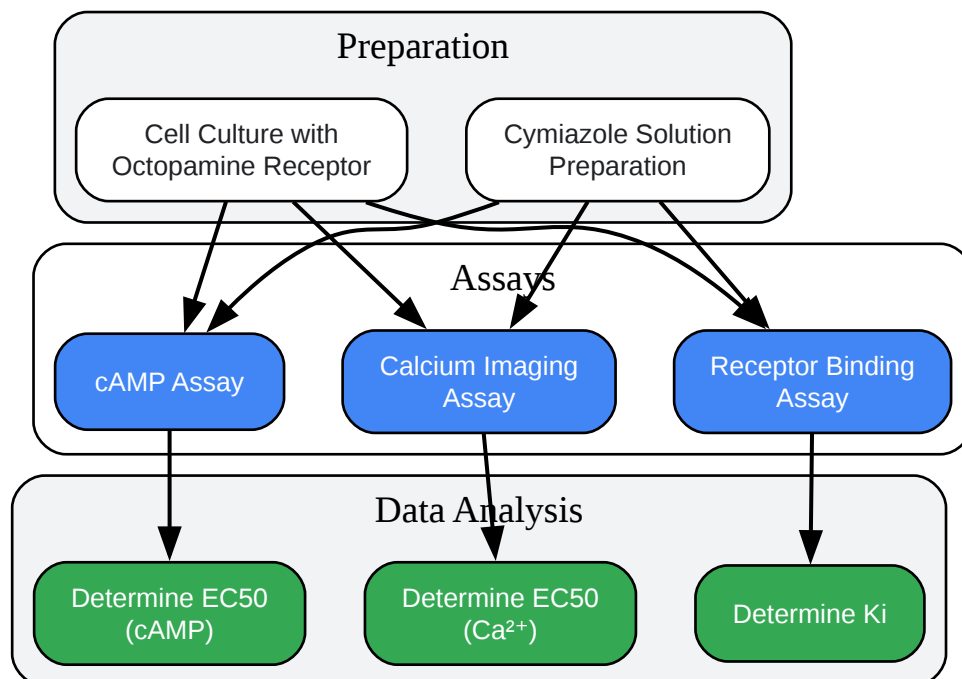 Preparation
Cell Culture with
Octopamine Receptor
Cymiazole Solution
Preparation
Assays
cAMP Assay
Calcium Imaging
Assay
Receptor Binding
Assay
Data Analysis
Determine EC50
(cAMP)
Determine EC50
(Ca²⁺)
Determine Ki